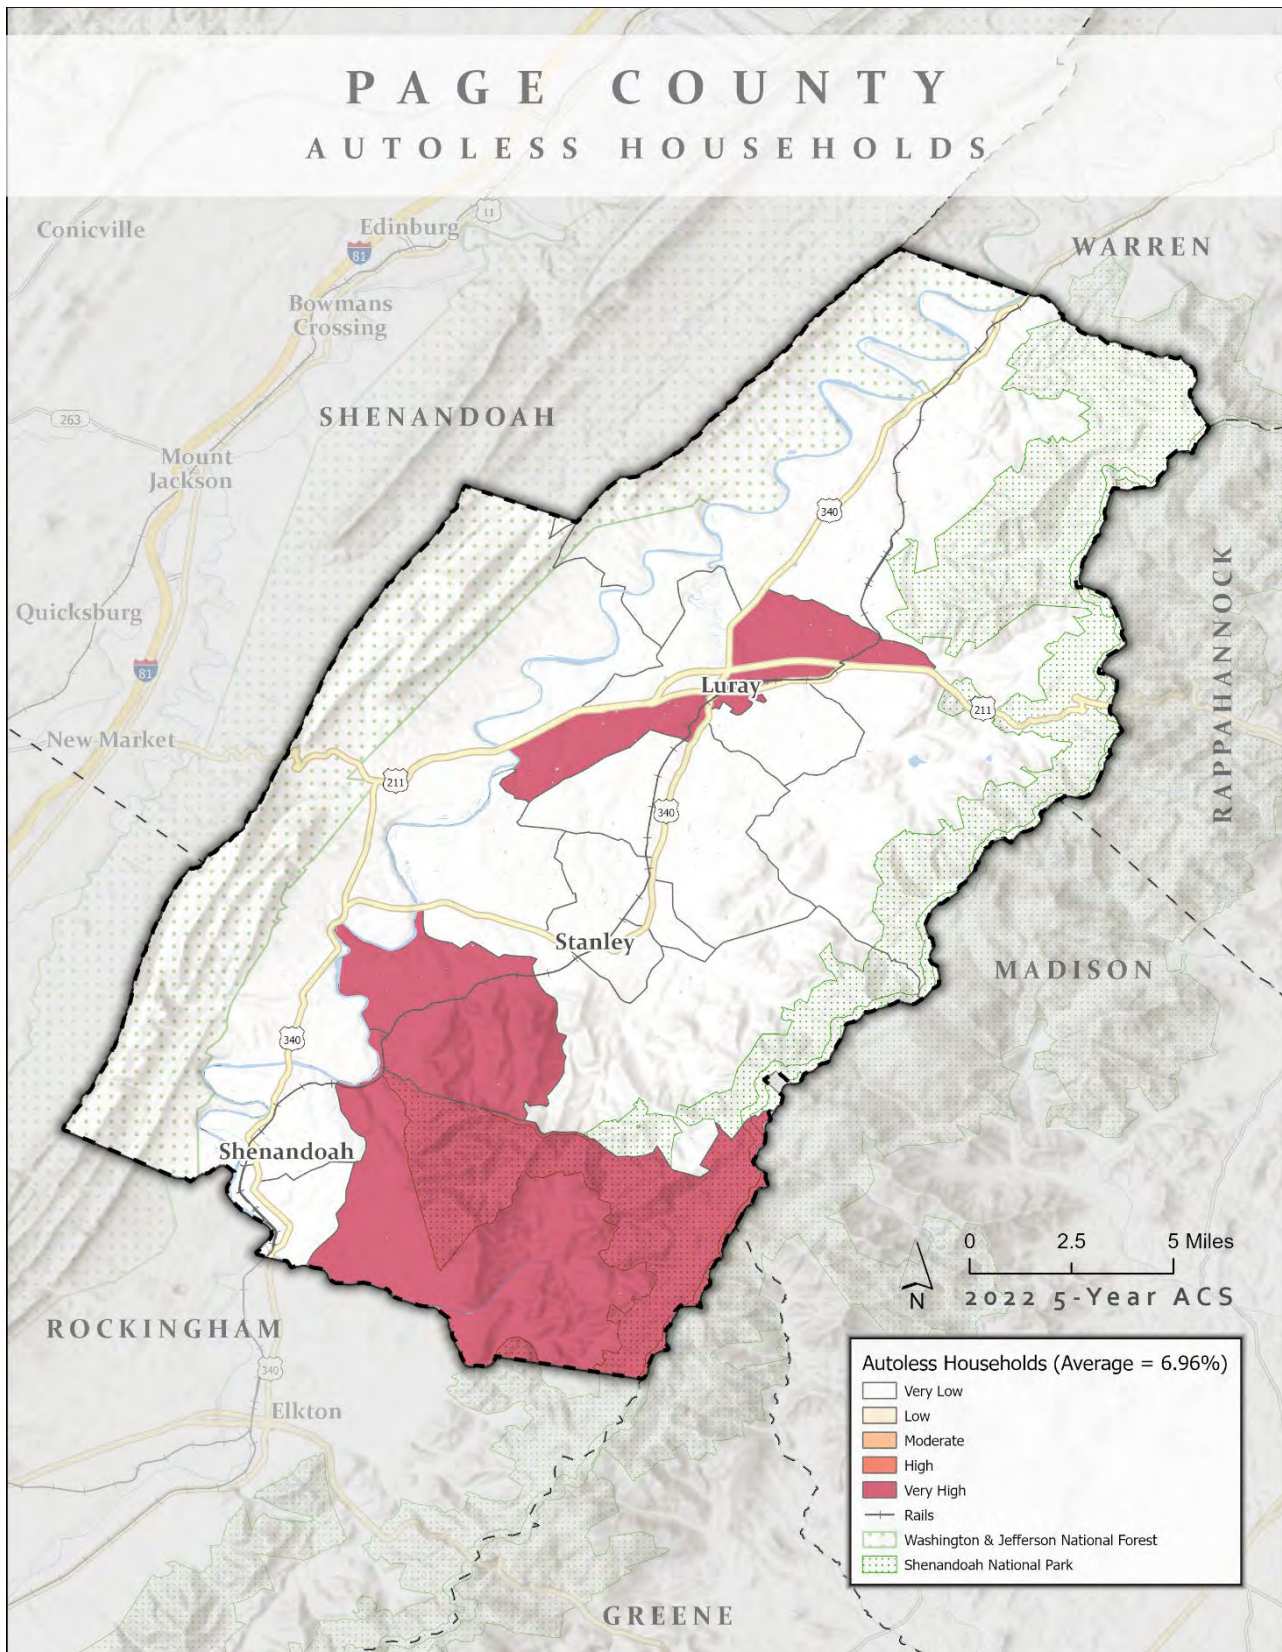 PAGE COUNTY
AUTOLESS HOUSEHOLDS
Conicville
Edinburg
11
81
WARREN
Bowmans
Crossing
263
SHENANDOAH
Mount
Jackson
340
Quicksburg
81
RAPPAHANNOCK
Luray
211
New Market
211
340
Stanley
MADISON
340
Shenandoah
0 2.5 5 Miles
N
2022 5-Year ACS
ROCKINGHAM
340
Elkton
Autoless Households (Average = 6.96%)
Very Low
Low
Moderate
High
Very High
Rails
Washington & Jefferson National Forest
Shenandoah National Park
GREENE